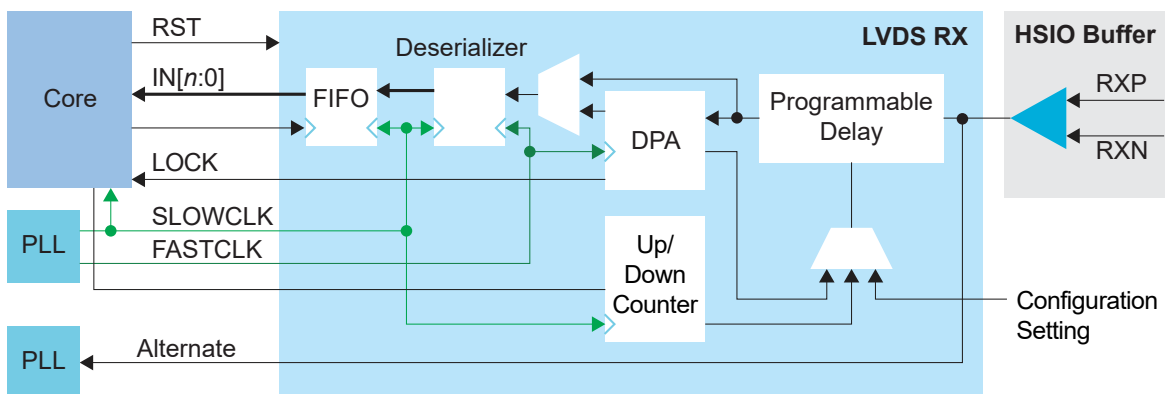 Core
RST
IN[n:0]
LOCK
SLOWCLK
FASTCLK
PLL
PLL
Alternate
LVDS RX
Deserializer
FIFO
DPA
Programmable
Delay
Up/
Down
Counter
HSIO Buffer
RXP
RXN
Configuration
Setting